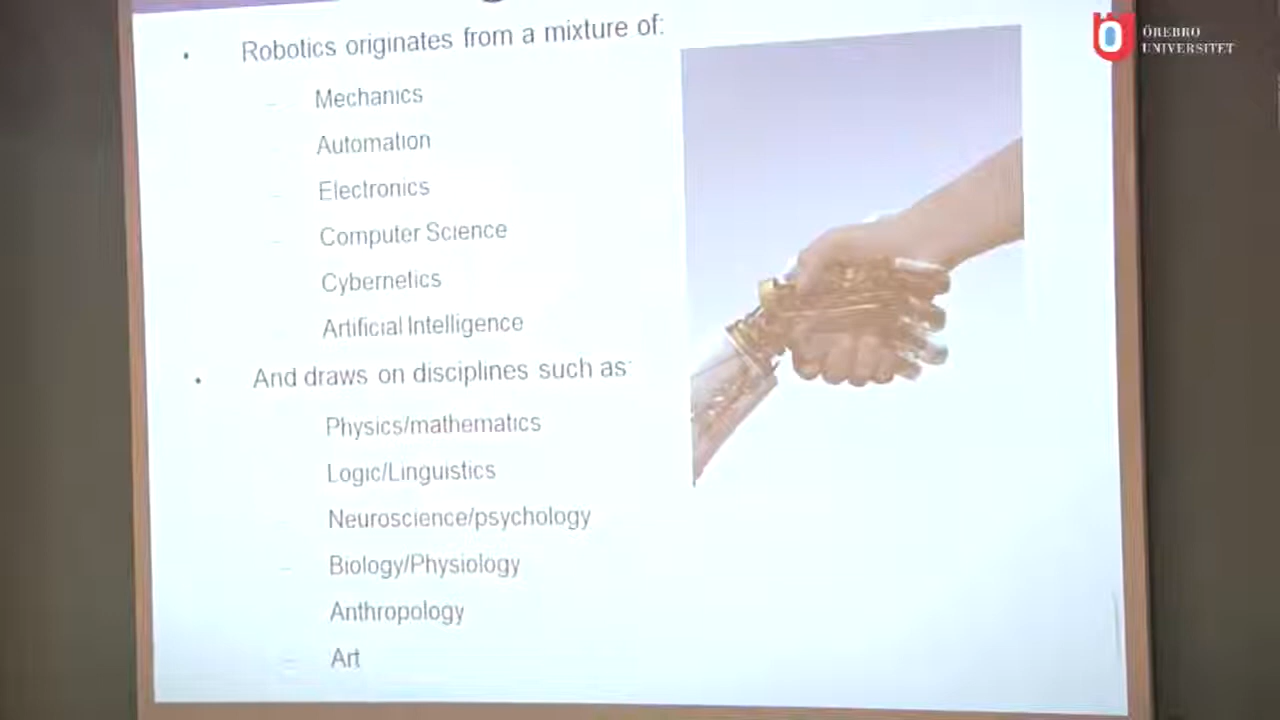 • Robotics originates from a mixture of:
– Mechanics
Automation
– Electronics
– Computer Science
Cybernetics
Artificial Intelligence
• And draws on disciplines such as:
Physics/mathematics
Logic/Linguistics
Neuroscience/psychology
– Biology/Physiology
Anthropology
– Art
ÖREBRO
UNIVERSITET